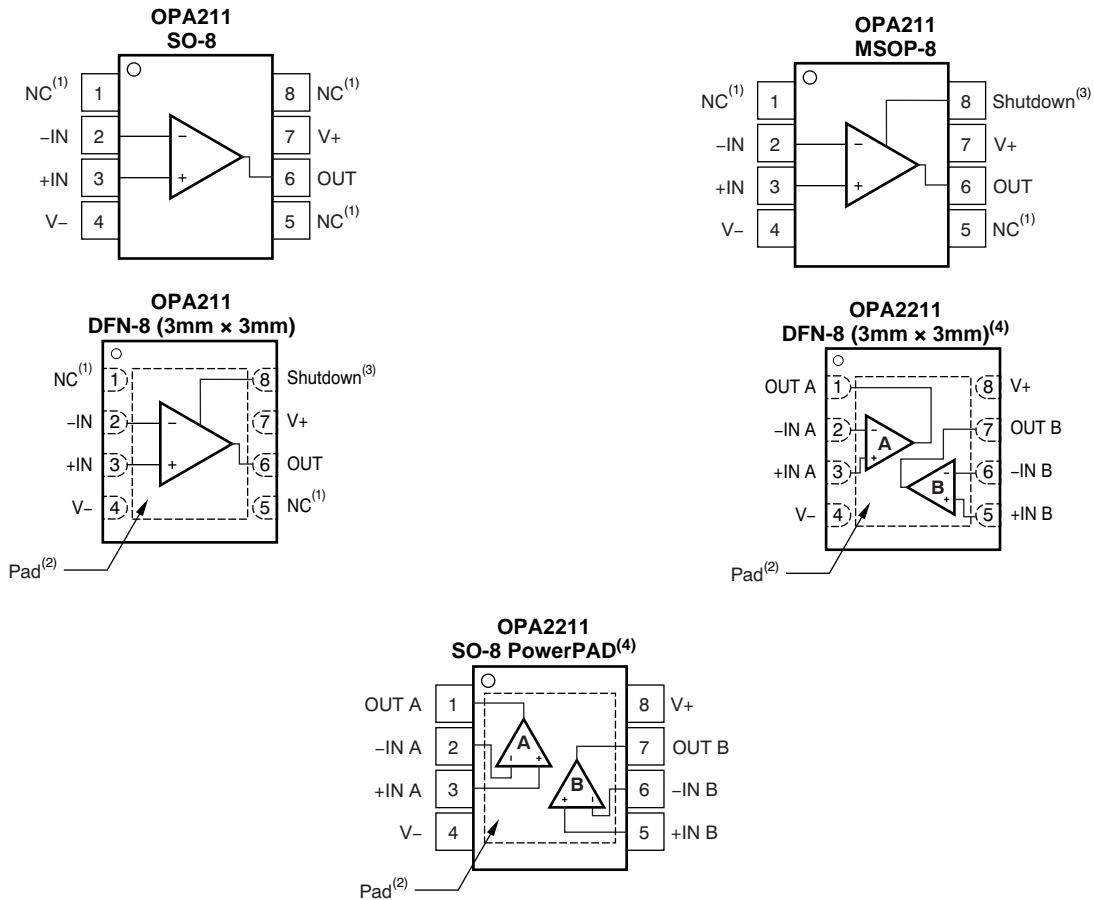 OPA211
SO-8
NC(1) 1 8 NC(1)
−IN 2 − 7 V+
+IN 3 + 6 OUT
V− 4 5 NC(1)
OPA211
MSOP-8
NC(1) 1 8 Shutdown(3)
−IN 2 − 7 V+
+IN 3 + 6 OUT
V− 4 5 NC(1)
OPA211
DFN-8 (3mm × 3mm)
NC(1) 1 8 Shutdown(3)
−IN 2 − 7 V+
+IN 3 + 6 OUT
V− 4 5 NC(1)
Pad(2)
OPA2211
DFN-8 (3mm × 3mm)(4)
OUT A 1 8 V+
−IN A 2 − A 7 OUT B
+IN A 3 + B − 6 −IN B
V− 4 + 5 +IN B
Pad(2)
OPA2211
SO-8 PowerPAD(4)
OUT A 1 8 V+
−IN A 2 A − + 7 OUT B
+IN A 3 B + − 6 −IN B
V− 4 5 +IN B
Pad(2)